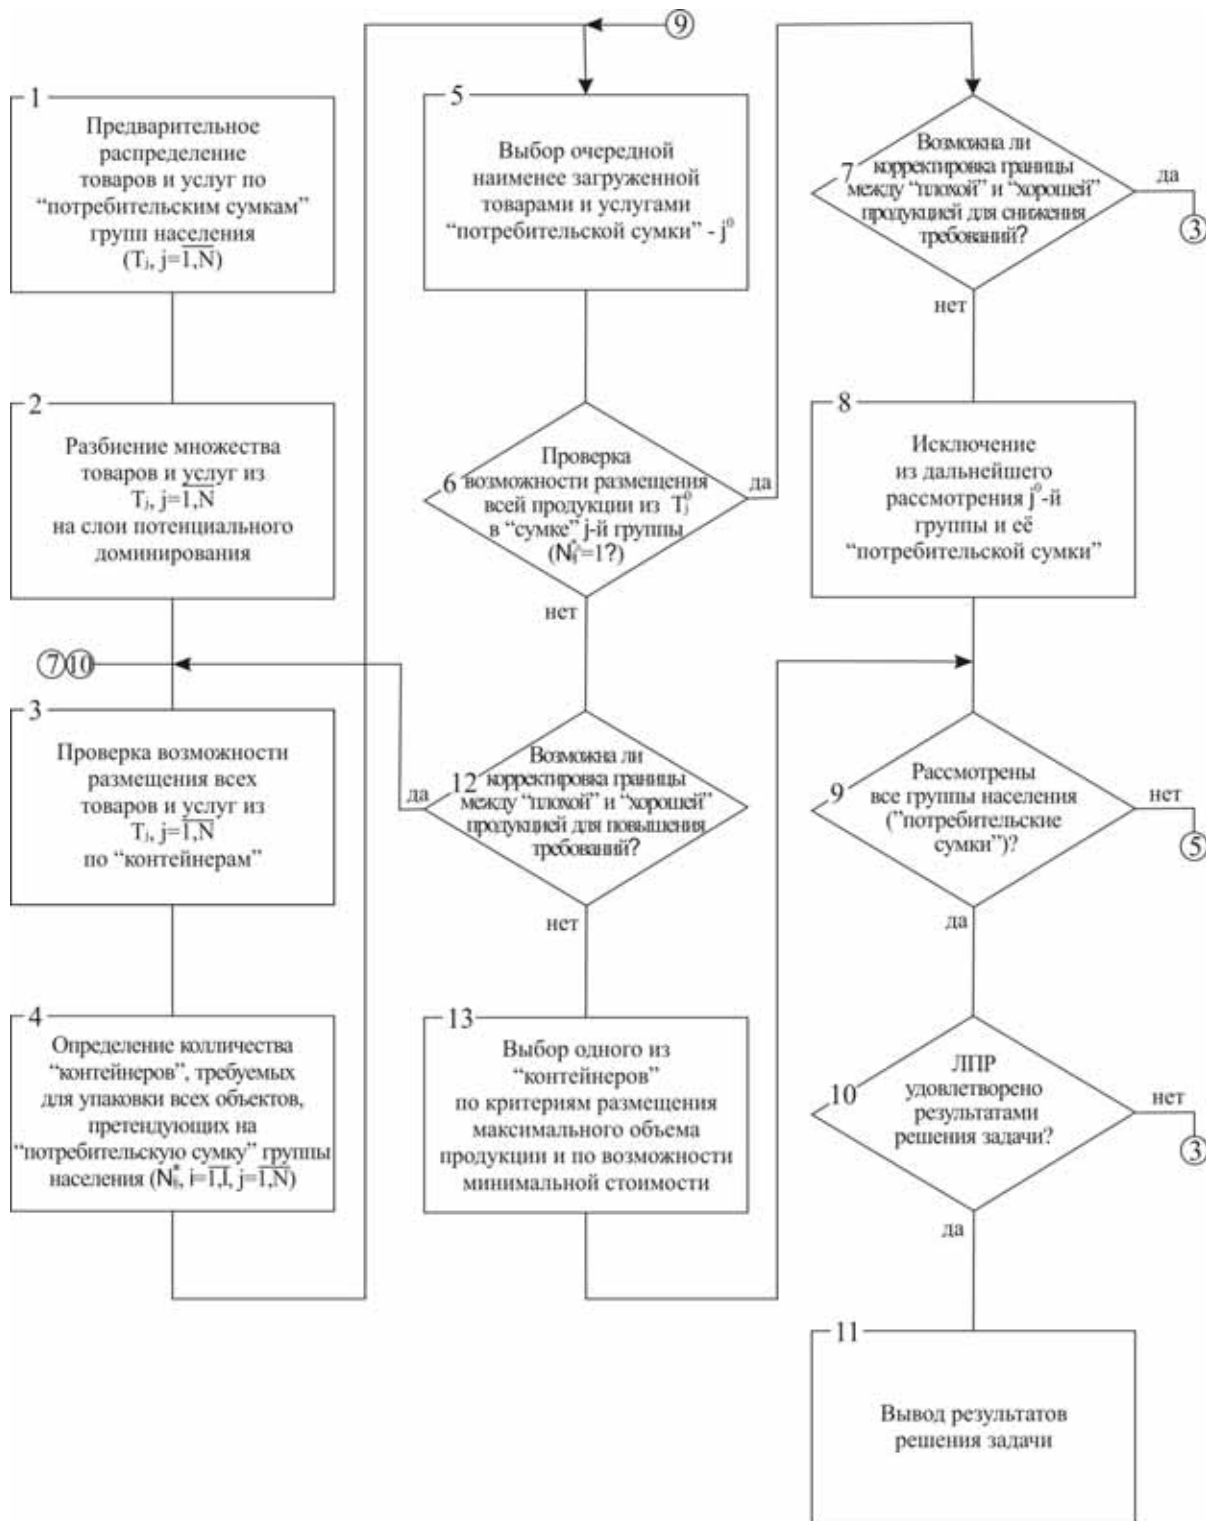 1
Предварительное
распределение
товаров и услуг по
“потребительским сумкам”
групп населения
(Tj, j=1,N)
2
Разбиение множества
товаров и услуг из
Tj, j=1,N
на слои потенциального
доминирования
7 10
3
Проверка возможности
размещения всех
товаров и услуг из
Tj, j=1,N
по “контейнерам”
4
Определение колличества
“контейнеров”, требуемых
для упаковки всех объектов,
претендующих на
“потребительскую сумку” группы
населения (N*ij, i=1,I, j=1,N)
9
5
Выбор очередной
наименее загруженной
товарами и услугами
“потребительской сумки” - j⁰
6
Проверка
возможности размещения
всей продукции из Tj⁰
в “сумке” j-й группы
(N*ij=1?)
да
нет
12
Возможна ли
корректировка границы
между “плохой” и “хорошей”
продукцией для повышения
требований?
да
нет
13
Выбор одного из
“контейнеров”
по критериям размещения
максимального объема
продукции и по возможности
минимальной стоимости
7
Возможна ли
корректировка границы
между “плохой” и “хорошей”
продукцией для снижения
требований?
да
3
нет
8
Исключение
из дальнейшего
рассмотрения j⁰-й
группы и её
“потребительской сумки”
9
Рассмотрены
все группы населения
(”потребительские
сумки”)?
нет
5
да
10
ЛПР
удовлетворено
результатами
решения задачи?
нет
3
да
11
Вывод результатов
решения задачи